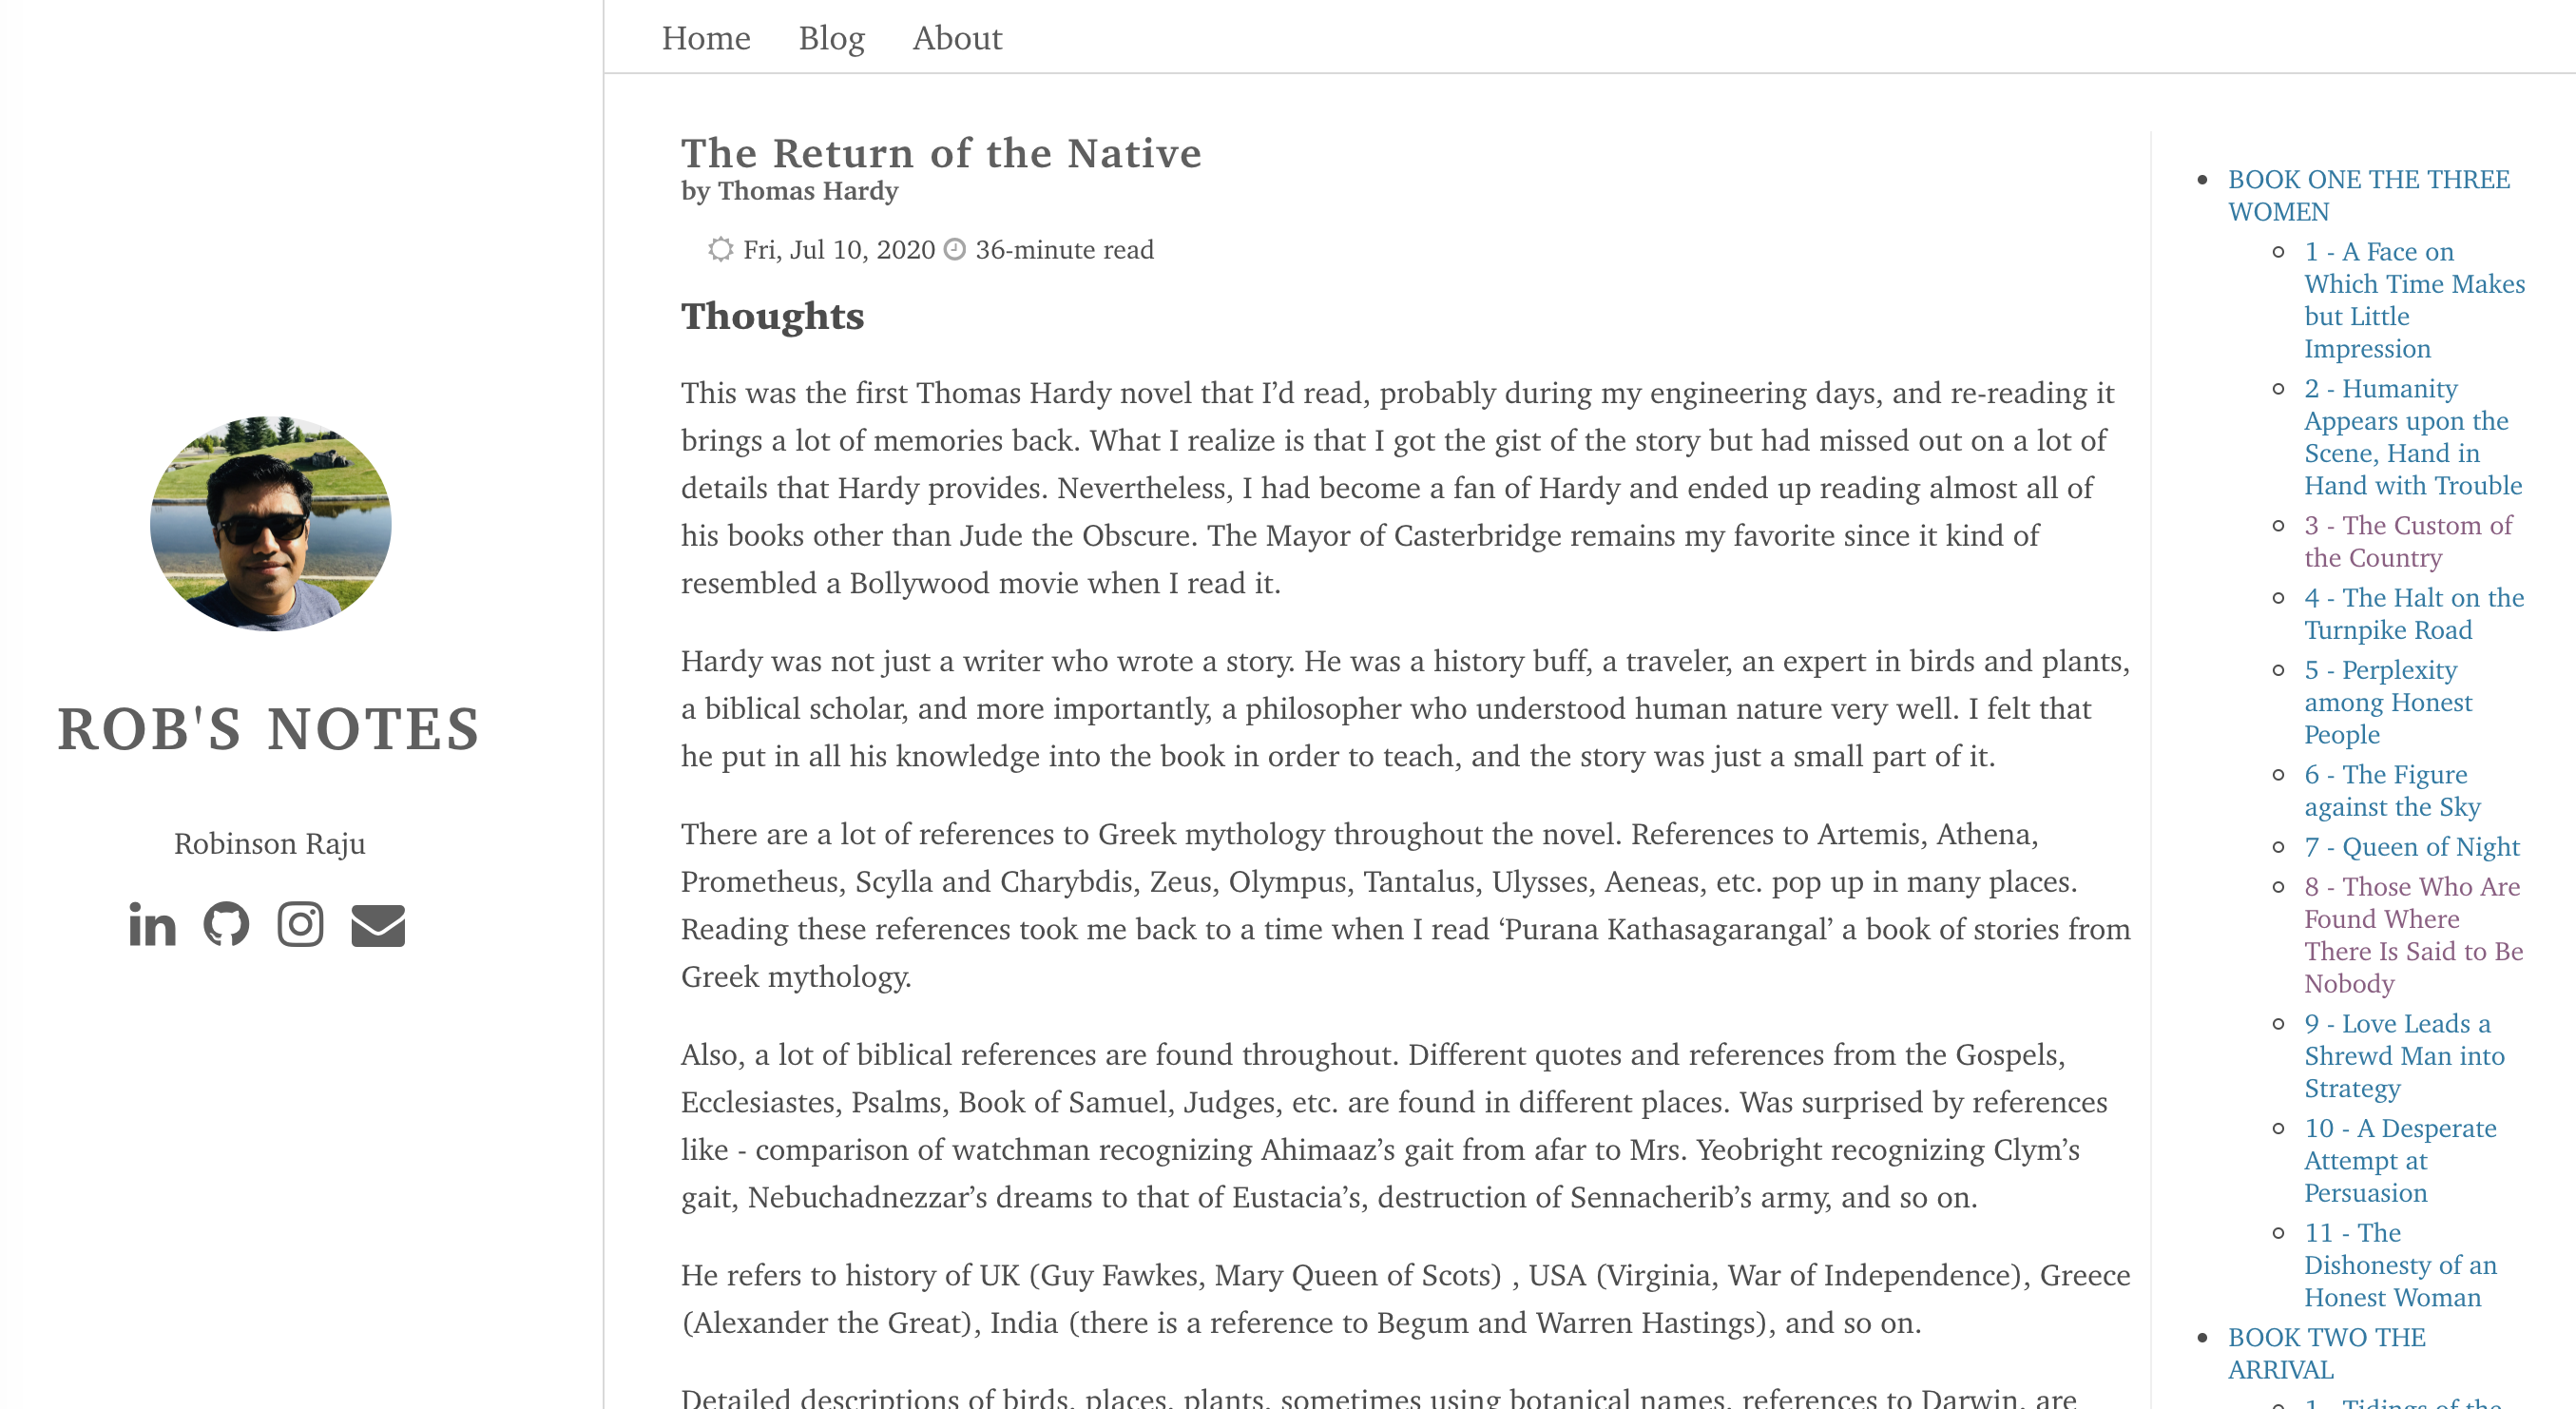 Home Blog About
ROB'S NOTES
Robinson Raju
The Return of the Native
by Thomas Hardy
Fri, Jul 10, 2020 36-minute read
Thoughts
This was the first Thomas Hardy novel that I’d read, probably during my engineering days, and re-reading it
brings a lot of memories back. What I realize is that I got the gist of the story but had missed out on a lot of
details that Hardy provides. Nevertheless, I had become a fan of Hardy and ended up reading almost all of
his books other than Jude the Obscure. The Mayor of Casterbridge remains my favorite since it kind of
resembled a Bollywood movie when I read it.
Hardy was not just a writer who wrote a story. He was a history buff, a traveler, an expert in birds and plants,
a biblical scholar, and more importantly, a philosopher who understood human nature very well. I felt that
he put in all his knowledge into the book in order to teach, and the story was just a small part of it.
There are a lot of references to Greek mythology throughout the novel. References to Artemis, Athena,
Prometheus, Scylla and Charybdis, Zeus, Olympus, Tantalus, Ulysses, Aeneas, etc. pop up in many places.
Reading these references took me back to a time when I read ‘Purana Kathasagarangal’ a book of stories from
Greek mythology.
Also, a lot of biblical references are found throughout. Different quotes and references from the Gospels,
Ecclesiastes, Psalms, Book of Samuel, Judges, etc. are found in different places. Was surprised by references
like - comparison of watchman recognizing Ahimaaz’s gait from afar to Mrs. Yeobright recognizing Clym’s
gait, Nebuchadnezzar’s dreams to that of Eustacia’s, destruction of Sennacherib’s army, and so on.
He refers to history of UK (Guy Fawkes, Mary Queen of Scots) , USA (Virginia, War of Independence), Greece
(Alexander the Great), India (there is a reference to Begum and Warren Hastings), and so on.
Detailed descriptions of birds, places, plants, sometimes using botanical names, references to Darwin, are
BOOK ONE THE THREE
WOMEN
1 - A Face on
Which Time Makes
but Little
Impression
2 - Humanity
Appears upon the
Scene, Hand in
Hand with Trouble
3 - The Custom of
the Country
4 - The Halt on the
Turnpike Road
5 - Perplexity
among Honest
People
6 - The Figure
against the Sky
7 - Queen of Night
8 - Those Who Are
Found Where
There Is Said to Be
Nobody
9 - Love Leads a
Shrewd Man into
Strategy
10 - A Desperate
Attempt at
Persuasion
11 - The
Dishonesty of an
Honest Woman
BOOK TWO THE
ARRIVAL
1 - Tidings of the